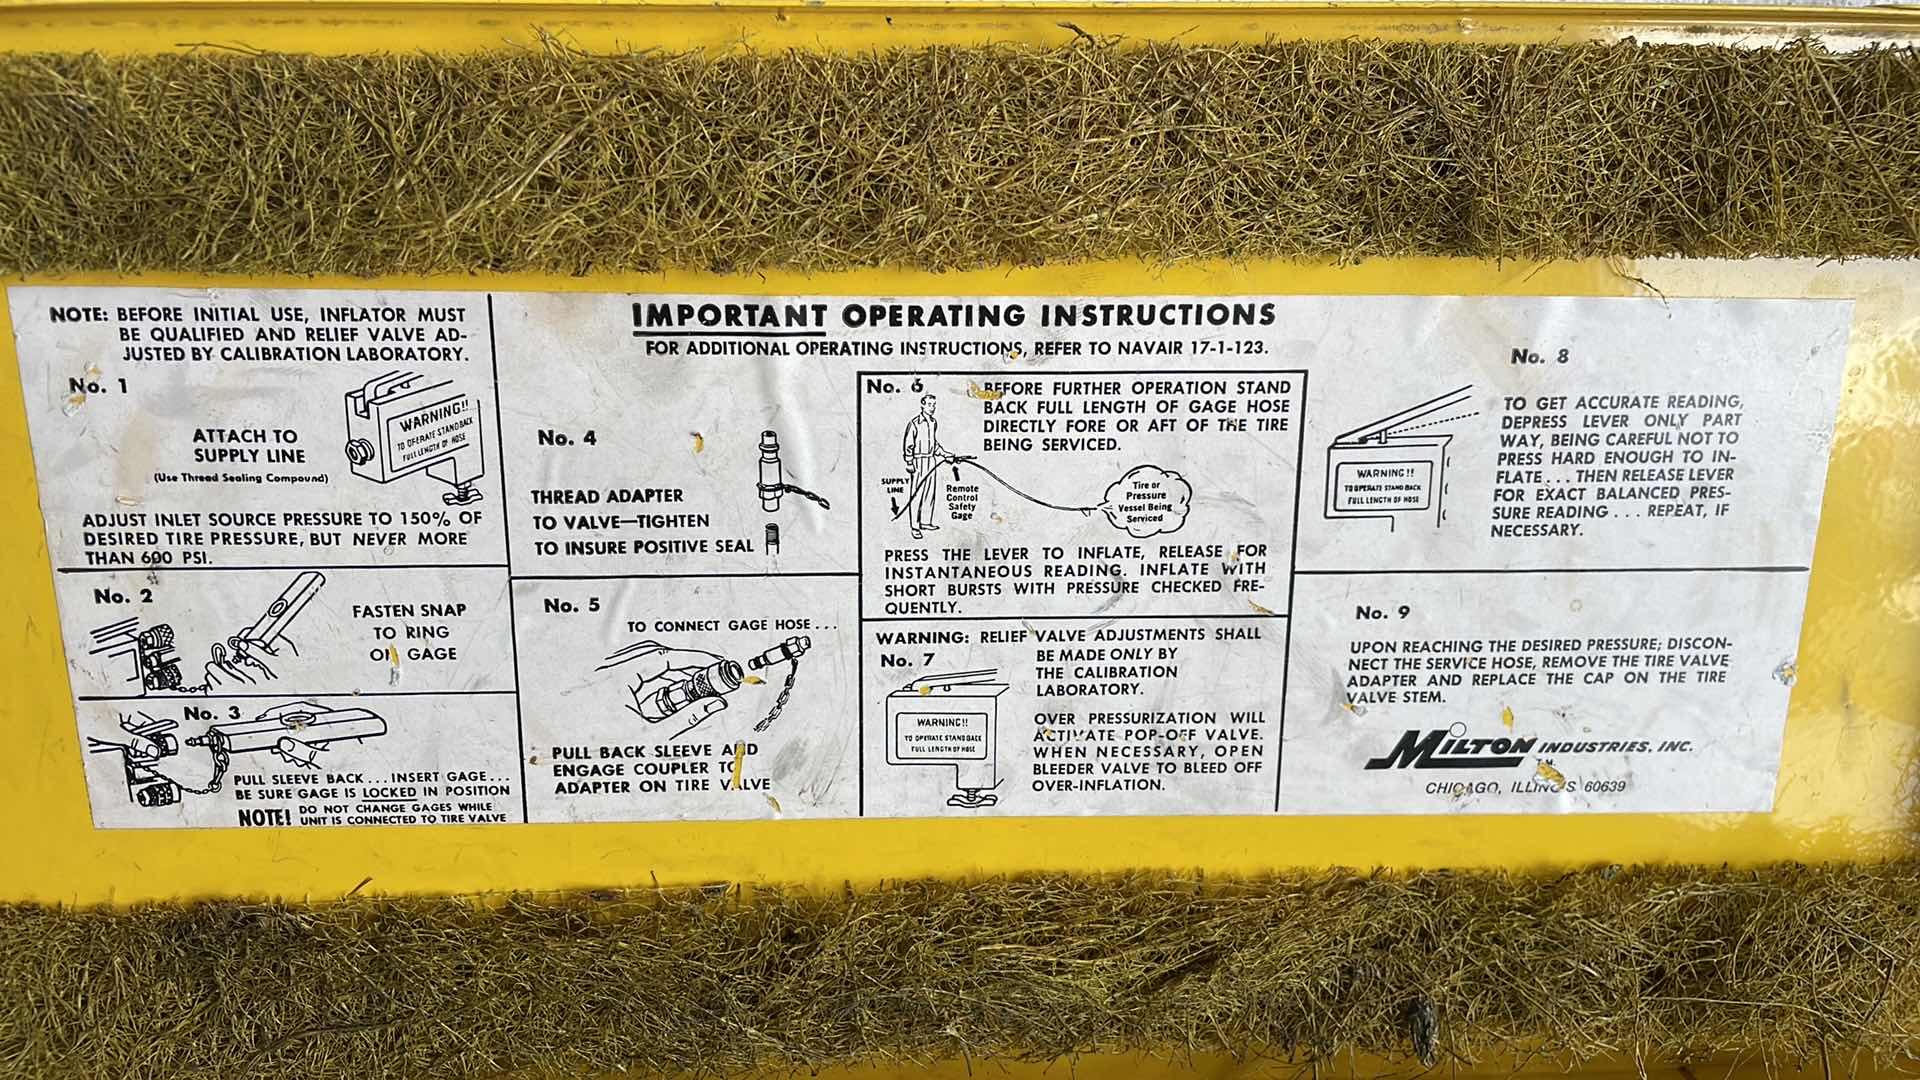 IMPORTANT OPERATING INSTRUCTIONS
FOR ADDITIONAL OPERATING INSTRUCTIONS, REFER TO NAVAIR 17-1-123.
NOTE: BEFORE INITIAL USE, INFLATOR MUST
BE QUALIFIED AND RELIEF VALVE AD-
JUSTED BY CALIBRATION LABORATORY.
No. 1
ATTACH TO
SUPPLY LINE
(Use Thread Sealing Compound)
WARNING!!
TO OPERATE STAND BACK
FULL LENGTH OF HOSE
ADJUST INLET SOURCE PRESSURE TO 150% OF
DESIRED TIRE PRESSURE, BUT NEVER MORE
THAN 600 PSI.
No. 2
FASTEN SNAP
TO RING
ON GAGE
No. 3
PULL SLEEVE BACK...INSERT GAGE...
BE SURE GAGE IS LOCKED IN POSITION
NOTE! DO NOT CHANGE GAGES WHILE
UNIT IS CONNECTED TO TIRE VALVE
No. 4
THREAD ADAPTER
TO VALVE—TIGHTEN
TO INSURE POSITIVE SEAL
No. 5
TO CONNECT GAGE HOSE...
PULL BACK SLEEVE AND
ENGAGE COUPLER TO
ADAPTER ON TIRE VALVE
No. 6
BEFORE FURTHER OPERATION STAND
BACK FULL LENGTH OF GAGE HOSE
DIRECTLY FORE OR AFT OF THE TIRE
BEING SERVICED.
SUPPLY
LINE
Remote
Control
Safety
Gage
Tire or
Pressure
Vessel Being
Serviced
PRESS THE LEVER TO INFLATE, RELEASE FOR
INSTANTANEOUS READING. INFLATE WITH
SHORT BURSTS WITH PRESSURE CHECKED FRE-
QUENTLY.
WARNING: RELIEF VALVE ADJUSTMENTS SHALL
BE MADE ONLY BY
THE CALIBRATION
LABORATORY.
No. 7
WARNING!!
TO OPERATE STAND BACK
FULL LENGTH OF HOSE
OVER PRESSURIZATION WILL
ACTIVATE POP-OFF VALVE.
WHEN NECESSARY, OPEN
BLEEDER VALVE TO BLEED OFF
OVER-INFLATION.
No. 8
WARNING!!
TO OPERATE STAND BACK
FULL LENGTH OF HOSE
TO GET ACCURATE READING,
DEPRESS LEVER ONLY PART
WAY, BEING CAREFUL NOT TO
PRESS HARD ENOUGH TO IN-
FLATE... THEN RELEASE LEVER
FOR EXACT BALANCED PRES-
SURE READING... REPEAT, IF
NECESSARY.
No. 9
UPON REACHING THE DESIRED PRESSURE; DISCON-
NECT THE SERVICE HOSE, REMOVE THE TIRE VALVE
ADAPTER AND REPLACE THE CAP ON THE TIRE
VALVE STEM.
MILTON INDUSTRIES, INC.
T.M.
CHICAGO, ILLINOIS 60639